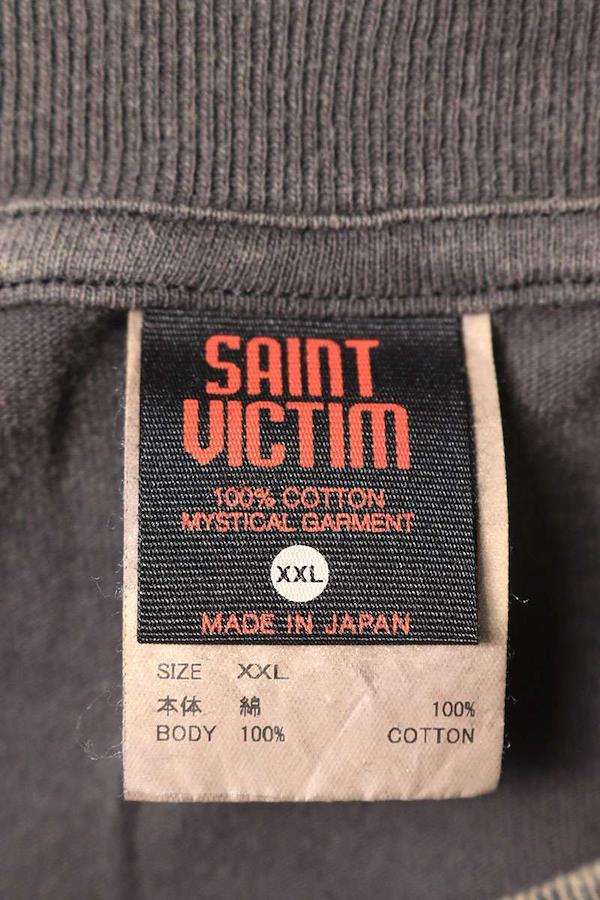 SAINT
VICTIM
100% COTTON
MYSTICAL GARMENT
XXL
MADE IN JAPAN
SIZE XXL
本体 綿 100%
BODY 100% COTTON